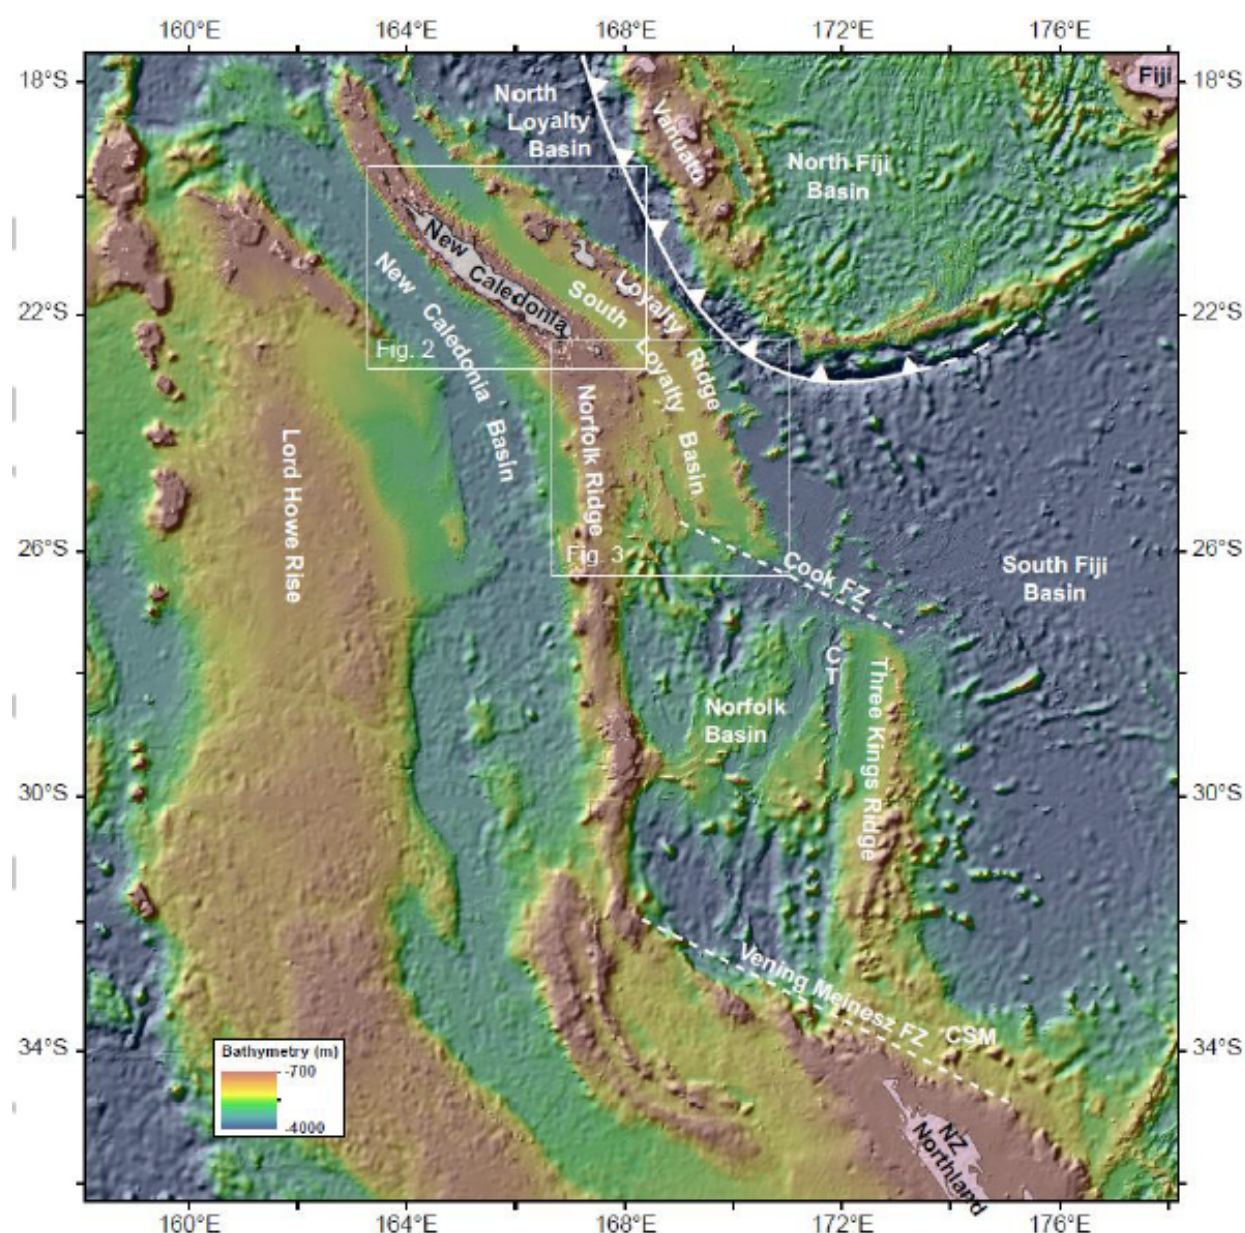 160°E 164°E 168°E 172°E 176°E
18°S
18°S
Fiji
North
Loyalty
Basin
Vanuatu
North Fiji
Basin
New
Caledonia
New Caledonia Basin
South
Loyalty
Basin
Loyalty
Ridge
22°S
22°S
Fig. 2
Norfolk Ridge
Lord Howe Rise
Fig. 3
26°S
26°S
Cook FZ
South Fiji
Basin
C
T
Three Kings Ridge
Norfolk
Basin
30°S
30°S
Vening Meinesz FZ
CSM
34°S
34°S
Bathymetry (m)
-700
-4000
NZ
Northland
160°E 164°E 168°E 172°E 176°E